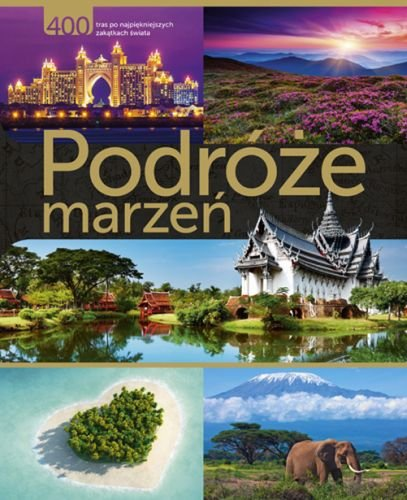 400 tras po najpiękniejszych
zakątkach świata
Podróże
marzeń